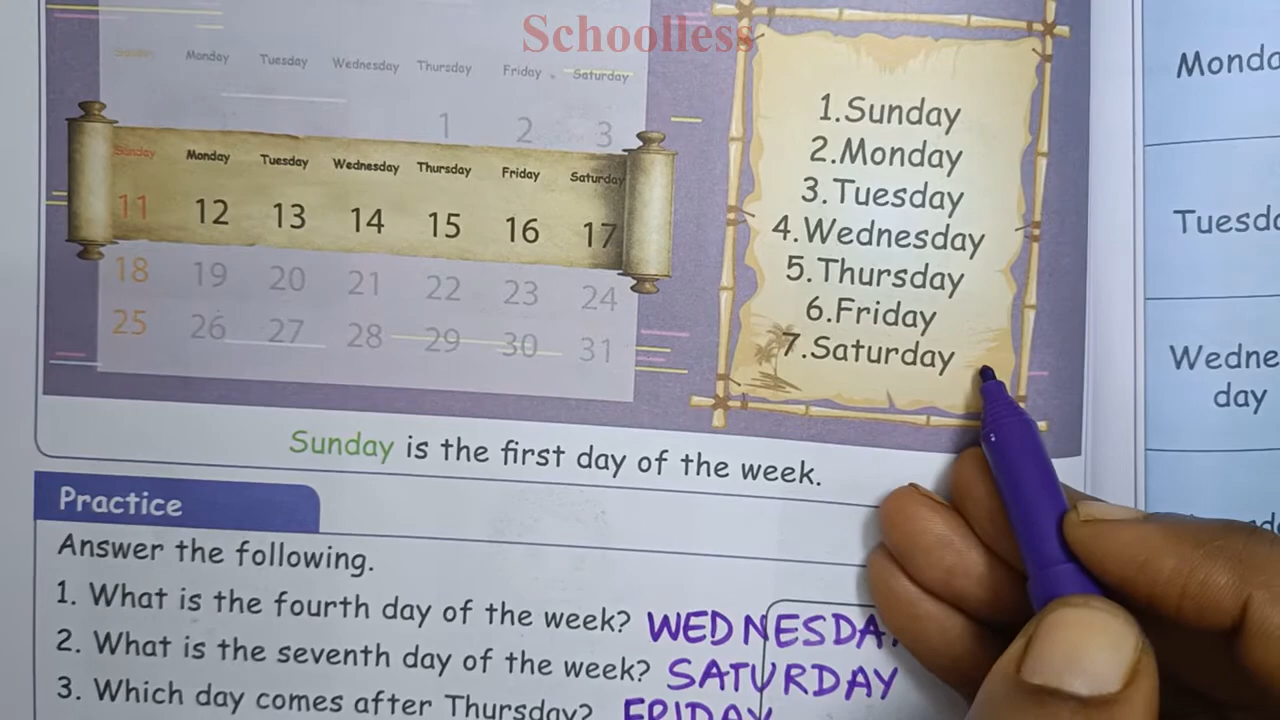 Schoolless
Sunday Monday Tuesday Wednesday Thursday Friday Saturday
1 2 3
Sunday Monday Tuesday Wednesday Thursday Friday Saturday
11 12 13 14 15 16 17
18 19 20 21 22 23 24
25 26 27 28 29 30 31
1.Sunday
2.Monday
3.Tuesday
4.Wednesday
5.Thursday
6.Friday
7.Saturday
Sunday is the first day of the week.
Practice
Answer the following.
1. What is the fourth day of the week? WEDNESDA
2. What is the seventh day of the week? SATURDAY
3. Which day comes after Thursday? FRIDAY
Monda
Tuesda
Wedne
day